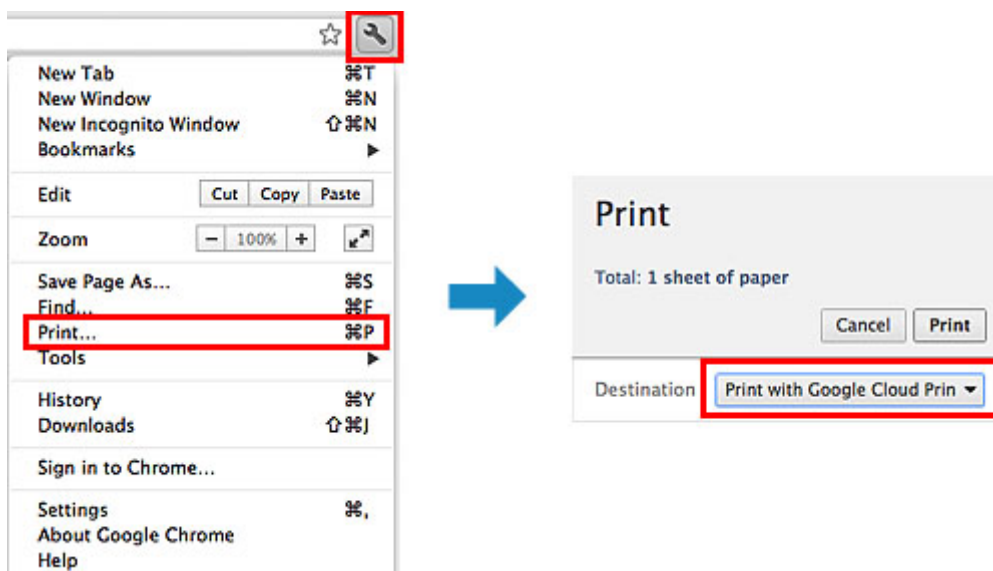 New Tab ⌘T
New Window ⌘N
New Incognito Window ⇧⌘N
Bookmarks ▶
Edit Cut Copy Paste
Zoom − 100% +
Save Page As... ⌘S
Find... ⌘F
Print... ⌘P
Tools ▶
History ⌘Y
Downloads ⇧⌘J
Sign in to Chrome...
Settings ⌘,
About Google Chrome
Help
Print
Total: 1 sheet of paper
Cancel Print
Destination Print with Google Cloud Prin